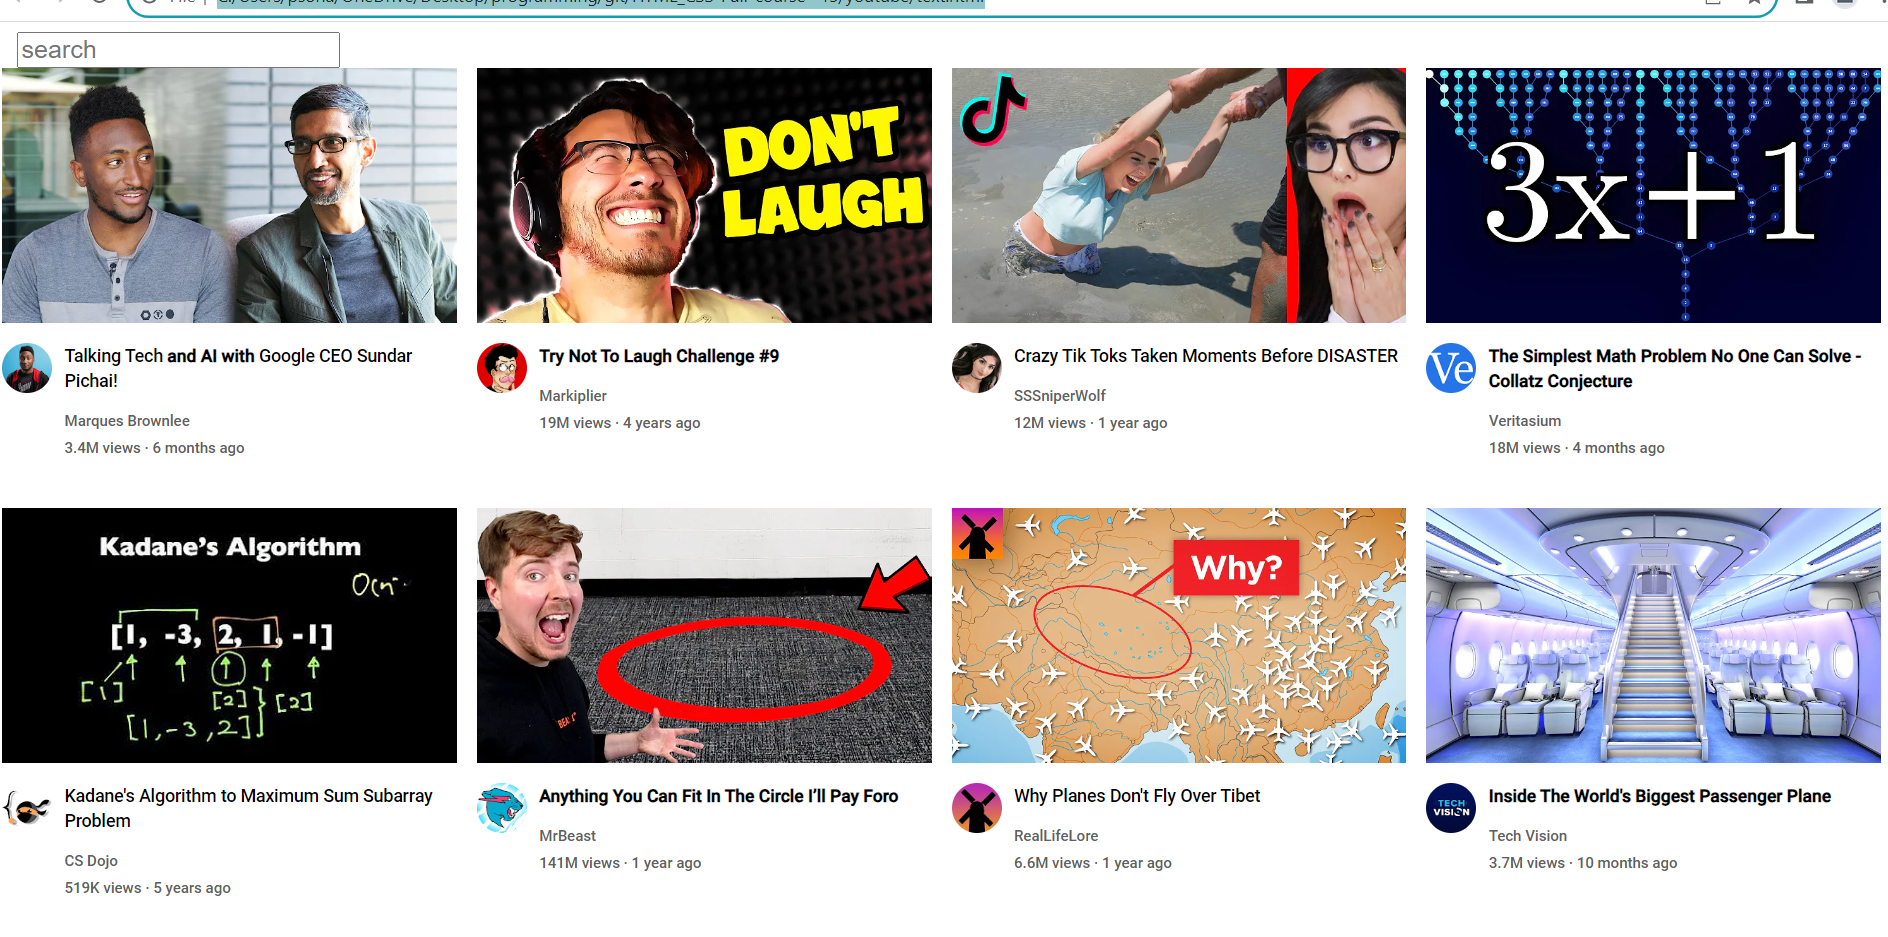 search
DON'T
LAUGH
3x+1
Talking Tech and AI with Google CEO Sundar
Pichai!
Marques Brownlee
3.4M views · 6 months ago
Try Not To Laugh Challenge #9
Markiplier
19M views · 4 years ago
Crazy Tik Toks Taken Moments Before DISASTER
SSSniperWolf
12M views · 1 year ago
Ve
The Simplest Math Problem No One Can Solve -
Collatz Conjecture
Veritasium
18M views · 4 months ago
Kadane's Algorithm
[1, -3, 2, 1, -1]
[1]
[2]
[2]
[1,-3,2]
Why?
Kadane's Algorithm to Maximum Sum Subarray
Problem
CS Dojo
519K views · 5 years ago
Anything You Can Fit In The Circle I’ll Pay Foro
MrBeast
141M views · 1 year ago
Why Planes Don't Fly Over Tibet
RealLifeLore
6.6M views · 1 year ago
TECH
VISION
Inside The World's Biggest Passenger Plane
Tech Vision
3.7M views · 10 months ago